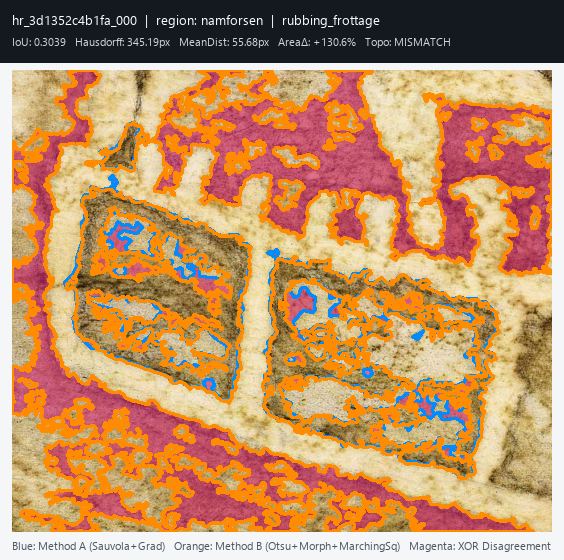 hr_3d1352c4b1fa_000 | region: namforsen | rubbing_frottage
IoU: 0.3039 Hausdorff: 345.19px MeanDist: 55.68px AreaΔ: +130.6% Topo: MISMATCH
Blue: Method A (Sauvola+Grad) Orange: Method B (Otsu+Morph+MarchingSq) Magenta: XOR Disagreement